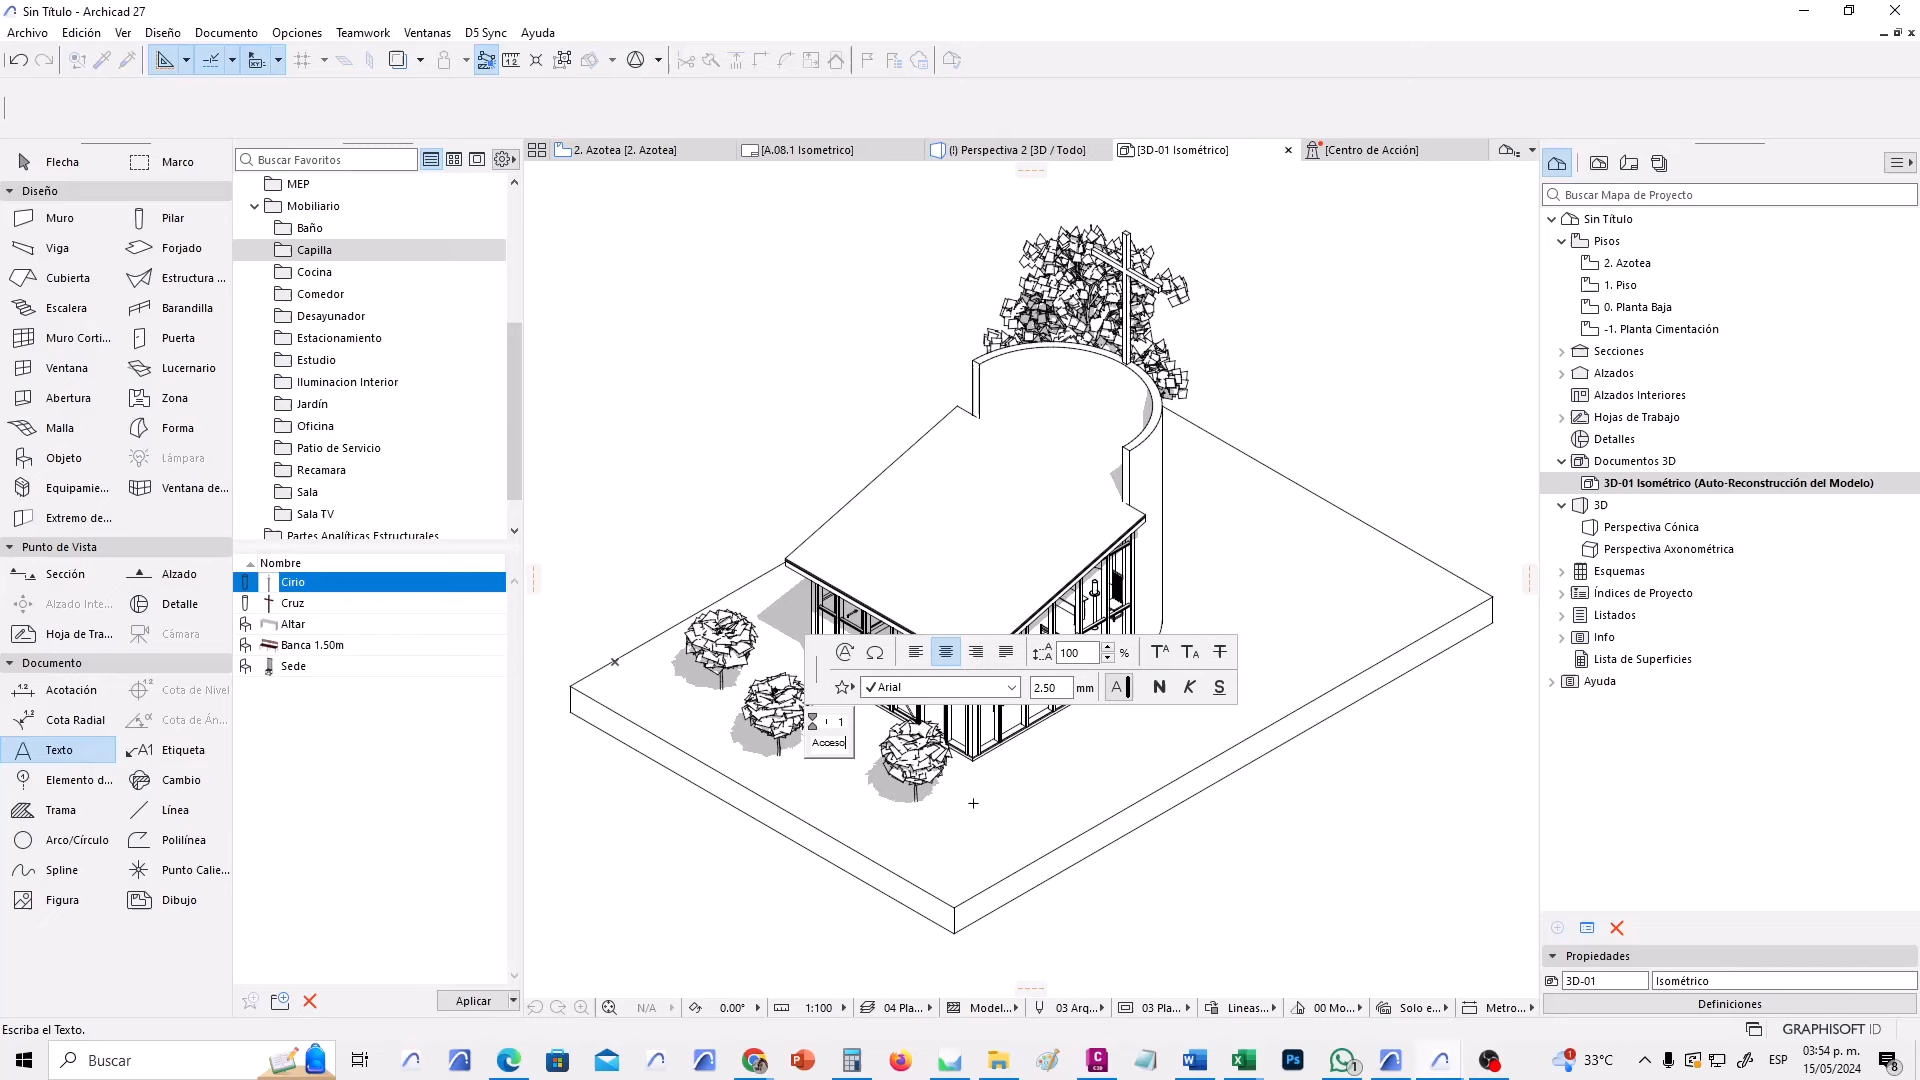 Sin Título - Archicad 27
Archivo Edición Ver Diseño Documento Opciones Teamwork Ventanas D5 Sync Ayuda
Flecha Marco
Diseño
Muro Pilar
Viga Forjado
Cubierta Estructura ...
Escalera Barandilla
Muro Corti... Puerta
Ventana Lucernario
Abertura Zona
Malla Forma
Objeto Lámpara
Equipamie... Ventana de...
Extremo de...
Punto de Vista
Sección Alzado
Alzado Inte... Detalle
Hoja de Tra... Cámara
Documento
Acotación Cota de Nivel
Cota Radial Cota de Án...
Texto Etiqueta
Elemento d... Cambio
Trama Línea
Arco/Círculo Polilínea
Spline Punto Calie...
Figura Dibujo
Buscar Favoritos
MEP
Mobiliario
Baño
Capilla
Cocina
Comedor
Desayunador
Estacionamiento
Estudio
Iluminacion Interior
Jardín
Oficina
Patio de Servicio
Recamara
Sala
Sala TV
Partes Analíticas Estructurales
Nombre
Cirio
Cruz
Altar
Banca 1.50m
Sede
Aplicar
2. Azotea [2. Azotea] [A.08.1 Isometrico] (!) Perspectiva 2 [3D / Todo] [3D-01 Isométrico] [Centro de Acción]
100 %
Arial 2.50 mm A N K S
1
Acceso
N/A 0.00° 1:100 04 Pla... Model... 03 Arq... 03 Pla... Lineas... 00 Mo... Solo e... Metro...
Buscar Mapa de Proyecto
Sin Título
Pisos
2. Azotea
1. Piso
0. Planta Baja
-1. Planta Cimentación
Secciones
Alzados
Alzados Interiores
Hojas de Trabajo
Detalles
Documentos 3D
3D-01 Isométrico (Auto-Reconstrucción del Modelo)
3D
Perspectiva Cónica
Perspectiva Axonométrica
Esquemas
Índices de Proyecto
Listados
Info
Lista de Superficies
Ayuda
Propiedades
3D-01 Isométrico
Definiciones
Escriba el Texto.
GRAPHISOFT ID
Buscar
33°C ESP 03:54 p. m.
15/05/2024 8